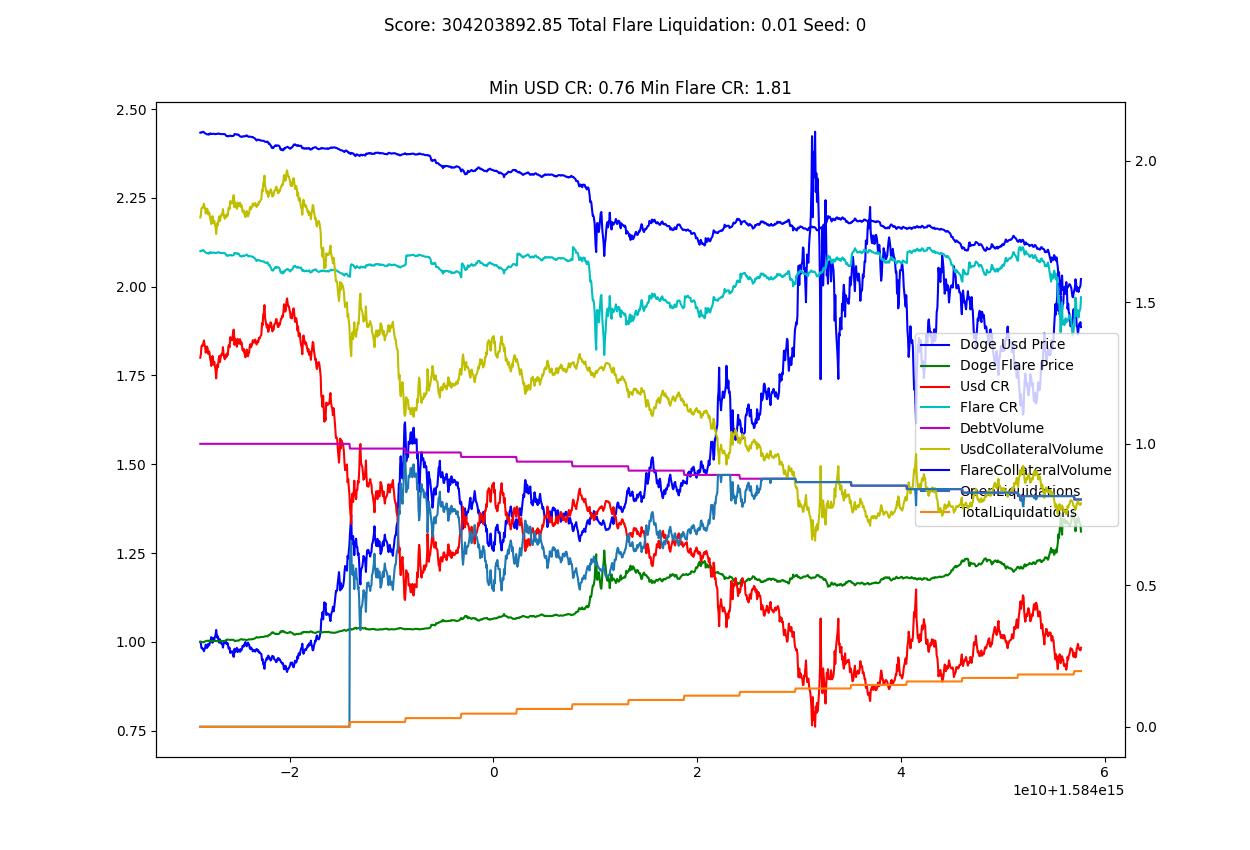 Score: 304203892.85 Total Flare Liquidation: 0.01 Seed: 0
Min USD CR: 0.76 Min Flare CR: 1.81
2.50
2.25
2.00
1.75
1.50
1.25
1.00
0.75
2.0
1.5
1.0
0.5
0.0
Doge Usd Price
Doge Flare Price
Usd CR
Flare CR
DebtVolume
UsdCollateralVolume
FlareCollateralVolume
OpenLiquidations
TotalLiquidations
−2 0 2 4 6
1e10+1.584e15